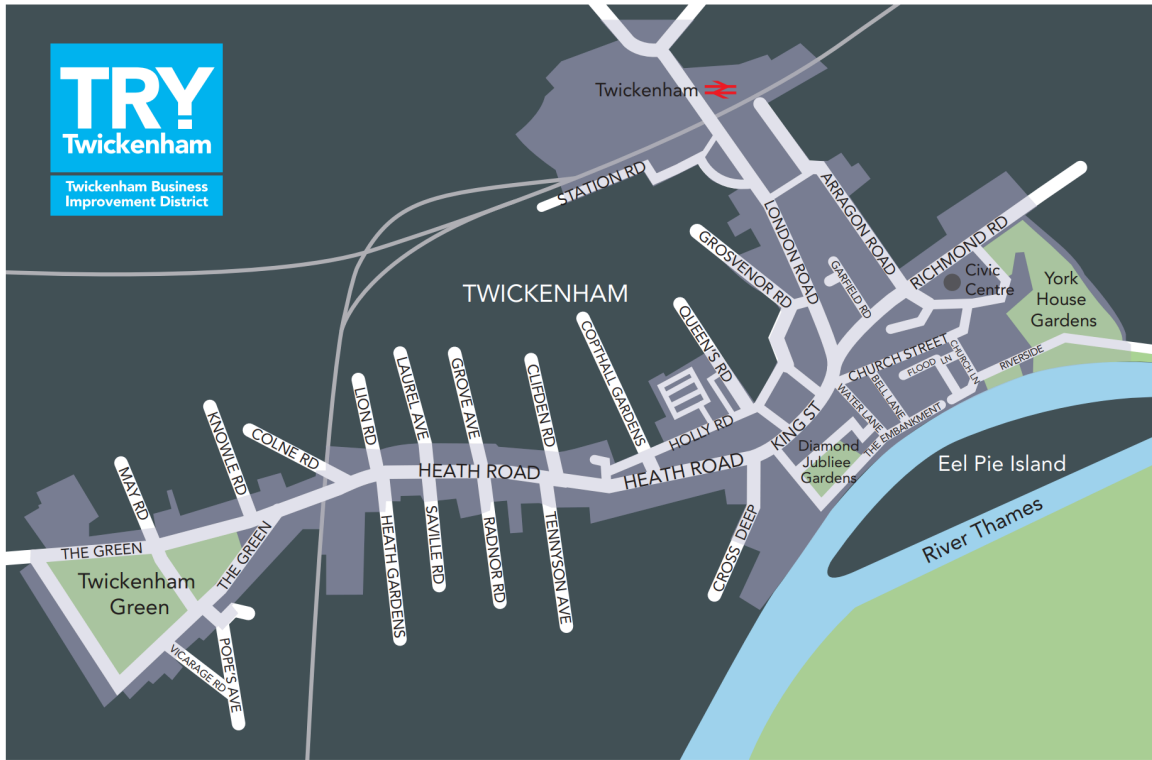 TRY
Twickenham
Twickenham Business
Improvement District
Twickenham
STATION RD
ARRAGON ROAD
LONDON ROAD
RICHMOND RD
GROSVENOR RD
GARFIELD RD
Civic
Centre
York
House
Gardens
TWICKENHAM
QUEEN'S RD
COPTHALL GARDENS
CHURCH STREET
CHURCH LN
FLOOD LN
BELL LANE
WATER LANE
RIVERSIDE
THE EMBANKMENT
KING ST
HOLLY RD
Diamond
Jubliee
Gardens
Eel Pie Island
River Thames
CLIFDEN RD
GROVE AVE
LAUREL AVE
LION RD
COLNE RD
KNOWLE RD
MAY RD
HEATH ROAD
HEATH ROAD
CROSS DEEP
TENNYSON AVE
RADNOR RD
SAVILLE RD
HEATH GARDENS
THE GREEN
THE GREEN
Twickenham
Green
VICARAGE RD
POPE'S AVE